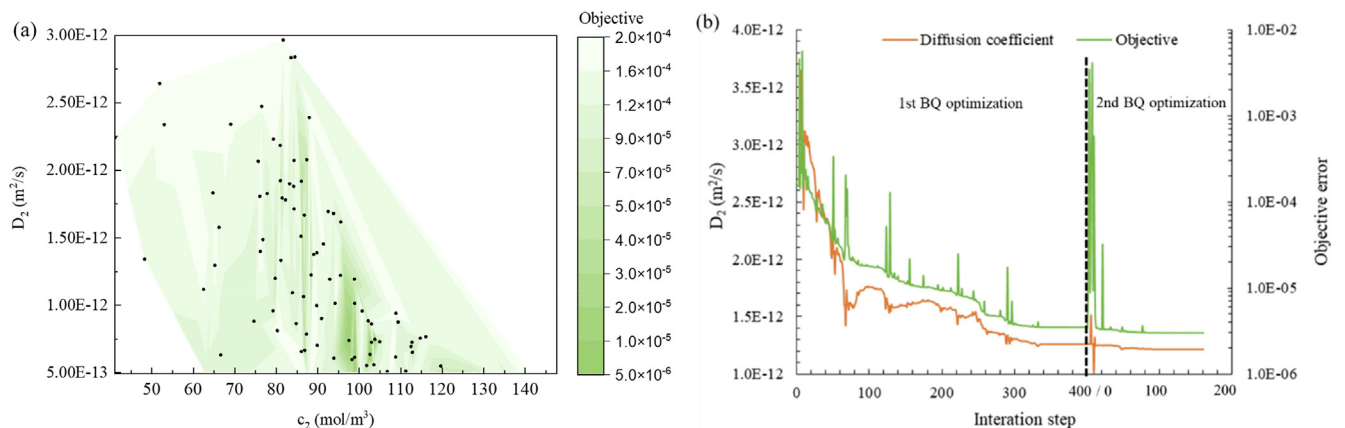 (a)
Objective
3.00E-12
2.50E-12
2.00E-12
1.50E-12
1.00E-12
5.00E-13
D₂ (m²/s)
50 60 70 80 90 100 110 120 130 140
c₂ (mol/m³)
2.0×10⁻⁴
1.6×10⁻⁴
1.2×10⁻⁴
9.0×10⁻⁵
7.0×10⁻⁵
5.0×10⁻⁵
3.0×10⁻⁵
2.0×10⁻⁵
1.0×10⁻⁵
5.0×10⁻⁶
(b)
Diffusion coefficient Objective
1st BQ optimization 2nd BQ optimization
4.0E-12
3.5E-12
3.0E-12
2.5E-12
2.0E-12
1.5E-12
1.0E-12
D₂ (m²/s)
0 100 200 300 400 / 0 100 200
Interation step
1.0E-02
1.0E-03
1.0E-04
1.0E-05
1.0E-06
Objective error